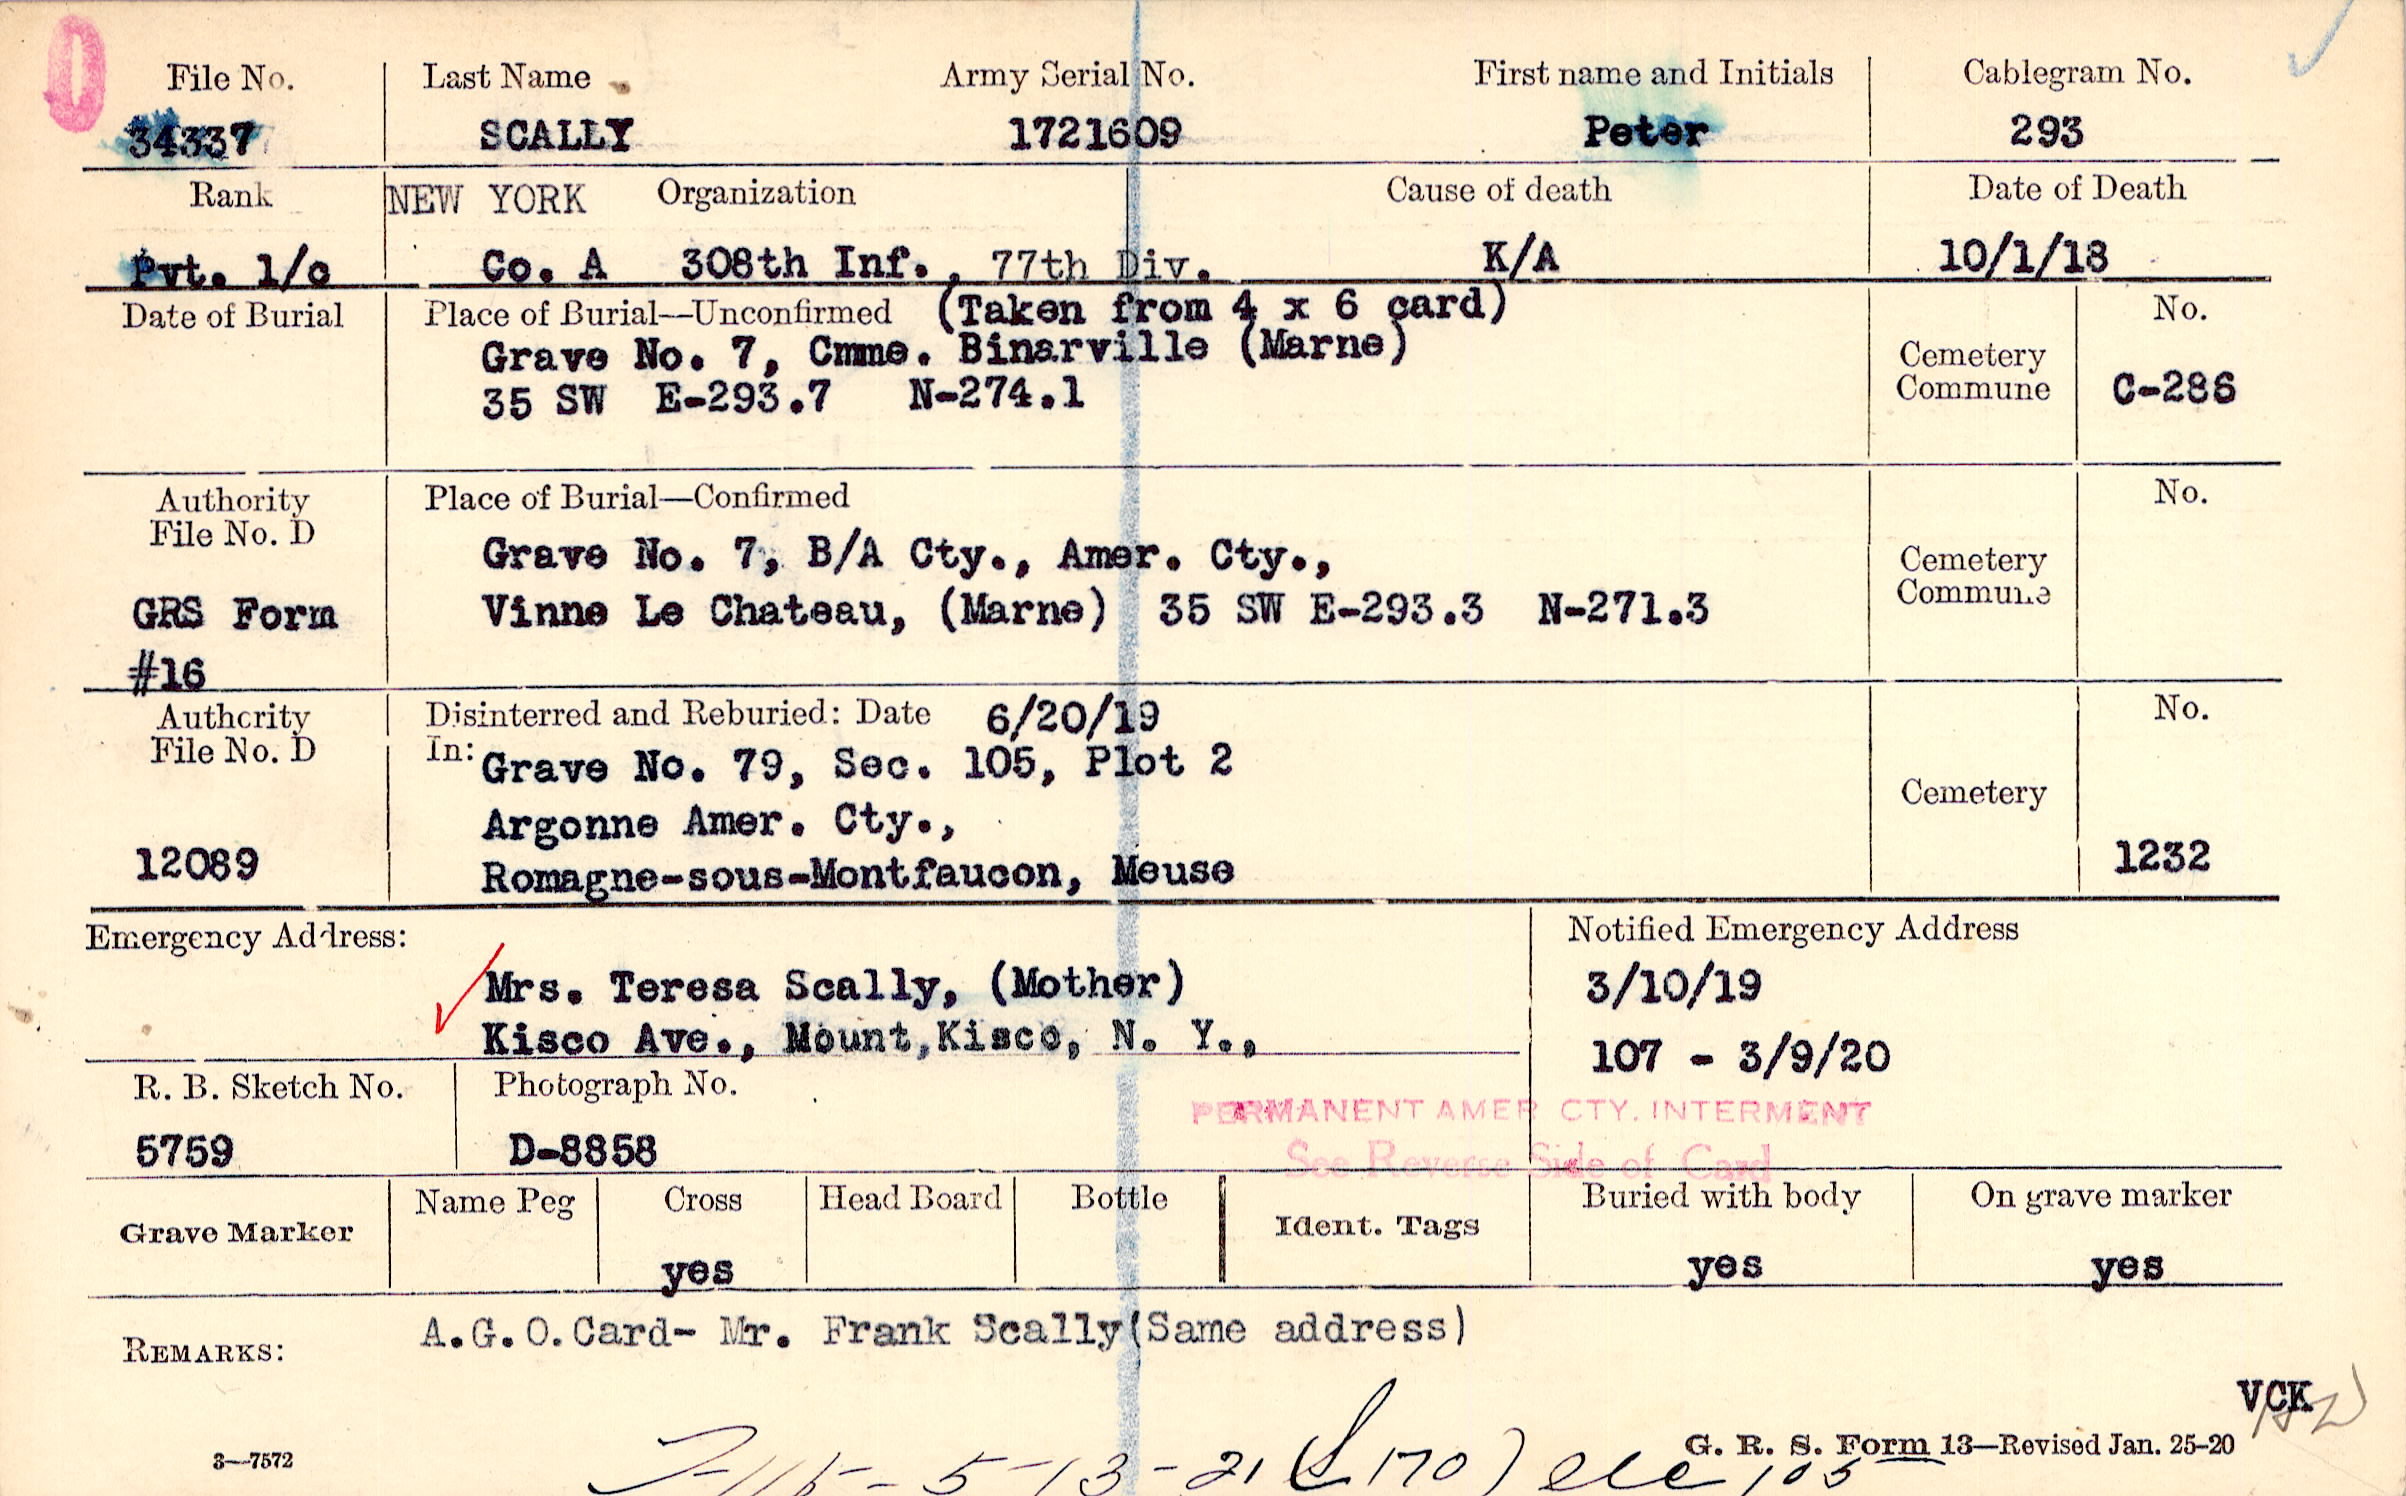 File No. Last Name Army Serial No. First name and Initials Cablegram No.
34337 SCALLY 1721609 Peter 293
Rank NEW YORK Organization Cause of death Date of Death
Pvt. 1/c Co. A 308th Inf., 77th Div. K/A 10/1/18
Date of Burial Place of Burial—Unconfirmed (Taken from 4 x 6 card) No.
Grave No. 7, Cmme. Binarville (Marne)
35 SW E-293.7 N-274.1
Cemetery
Commune C-286
Authority Place of Burial—Confirmed No.
File No. D
Grave No. 7, B/A Cty., Amer. Cty., Cemetery
Commune
GRS Form Vinne Le Chateau, (Marne) 35 SW E-293.3 N-271.3
#16
Authority Disinterred and Reburied: Date 6/20/19 No.
File No. D In: Grave No. 79, Sec. 105, Plot 2
Cemetery
Argonne Amer. Cty.,
12089 Romagne-sous-Montfaucon, Meuse 1232
Emergency Address: Notified Emergency Address
Mrs. Teresa Scally, (Mother) 3/10/19
Kisco Ave., Mount,Kisco, N. Y., 107 - 3/9/20
R. B. Sketch No. Photograph No.
PERMANENT AMER CTY. INTERMENT
5759 D-8858 See Reverse Side of Card
Grave Marker Name Peg Cross Head Board Bottle Ident. Tags Buried with body On grave marker
yes yes yes
REMARKS: A.G.O.Card- Mr. Frank Scally(Same address)
VCK
3—7572 G. R. S. Form 13—Revised Jan. 25-20
5-13-21 170) 105